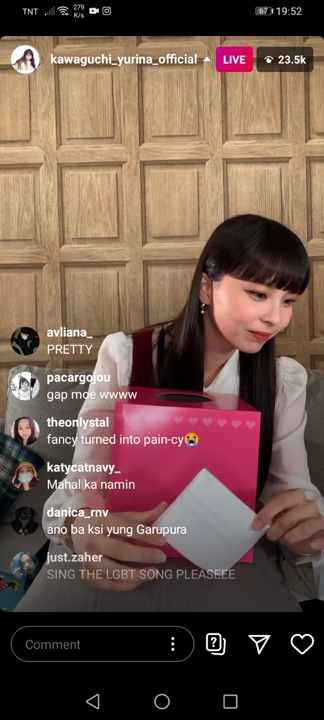 TNT 279 K/s 67 19:52
kawaguchi_yurina_official LIVE 23.5k
avliana_
PRETTY
pacargojou
gap moe wwww
theonlystal
fancy turned into pain-cy😭
katycatnavy_
Mahal ka namin
danica_rnv
ano ba ksi yung Garupura
just.zaher
SING THE LGBT SONG PLEASEEE
Comment